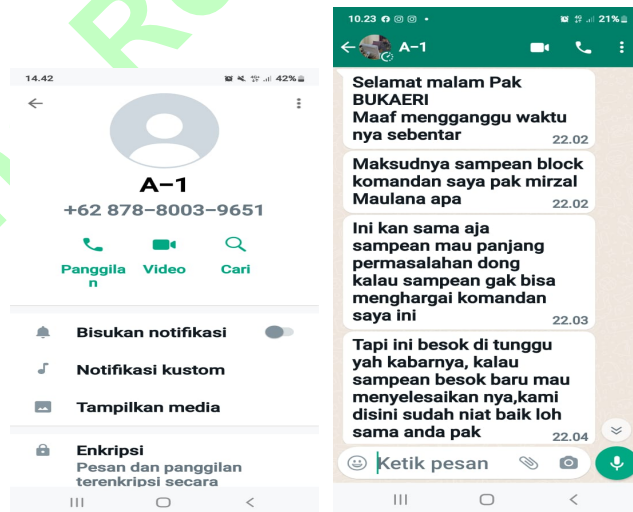 14.42
42%
A-1
+62 878-8003-9651
Panggila
n
Video
Cari
Bisukan notifikasi
Notifikasi kustom
Tampilkan media
Enkripsi
Pesan dan panggilan
terenkripsi secara
10.23
21%
A-1
Selamat malam Pak
BUKAERI
Maaf mengganggu waktu
nya sebentar
22.02
Maksudnya sampean block
komandan saya pak mirzal
Maulana apa
22.02
Ini kan sama aja
sampean mau panjang
permasalahan dong
kalau sampean gak bisa
menghargai komandan
saya ini
22.03
Tapi ini besok di tunggu
yah kabarnya, kalau
sampean besok baru mau
menyelesaikan nya,kami
disini sudah niat baik loh
sama anda pak
22.04
Ketik pesan